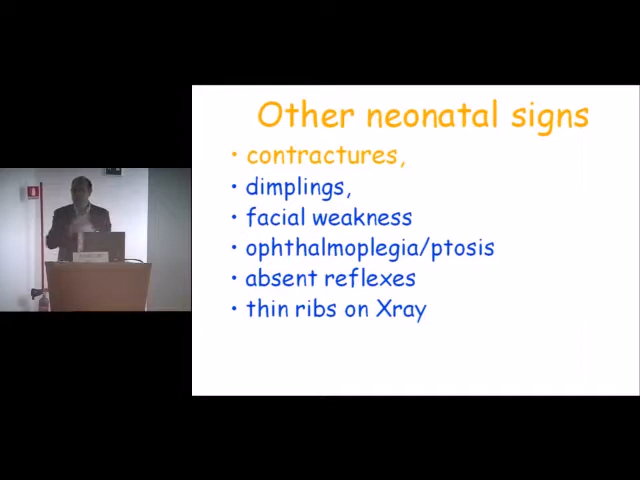 Other neonatal signs
• contractures,
• dimplings,
• facial weakness
• ophthalmoplegia/ptosis
• absent reflexes
• thin ribs on Xray